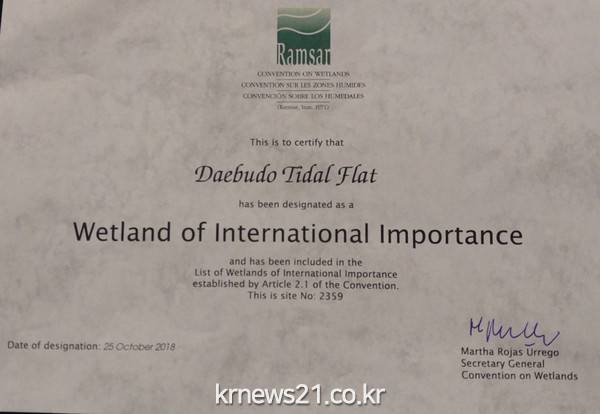 Ramsar
CONVENTION ON WETLANDS
CONVENTION SUR LES ZONES HUMIDES
CONVENCIÓN SOBRE LOS HUMEDALES
(Ramsar, Iran, 1971)
This is to certify that
Daebudo Tidal Flat
has been designated as a
Wetland of International Importance
and has been included in the
List of Wetlands of International Importance
established by Article 2.1 of the Convention.
This is site No: 2359
Date of designation: 25 October 2018
Martha Rojas Urrego
Secretary General
Convention on Wetlands
krnews21.co.kr